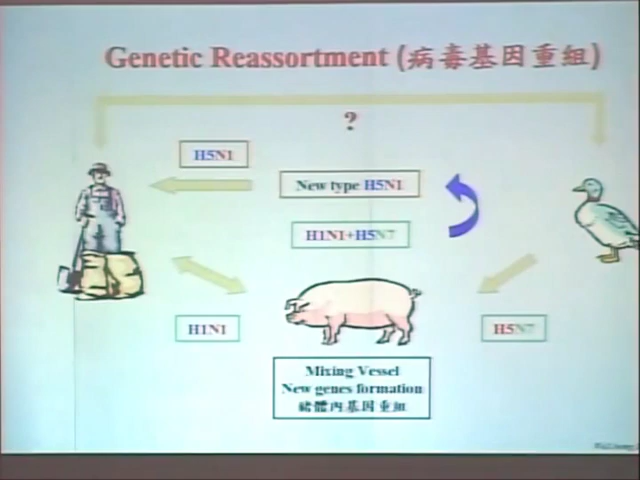 Genetic Reassortment (病毒基因重組)
?
H5N1
New type H5N1
H1N1+H5N7
H1N1
H5N7
Mixing Vessel
New genes formation
豬體內基因重組